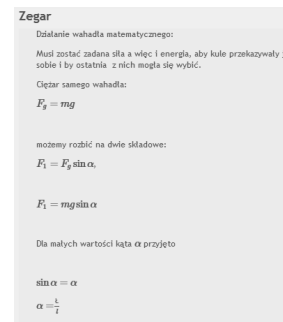 Zegar
Działanie wahadła matematycznego:
Musi zostać zadana siła a więc i energia, aby kule przekazywały
sobie i by ostatnia z nich mogła się wybić.
Ciężar samego wahadła:
F_g = mg
możemy rozbić na dwie składowe:
F_1 = F_g sin α,
F_1 = mg sin α
Dla małych wartości kąta α przyjęto
sin α = α